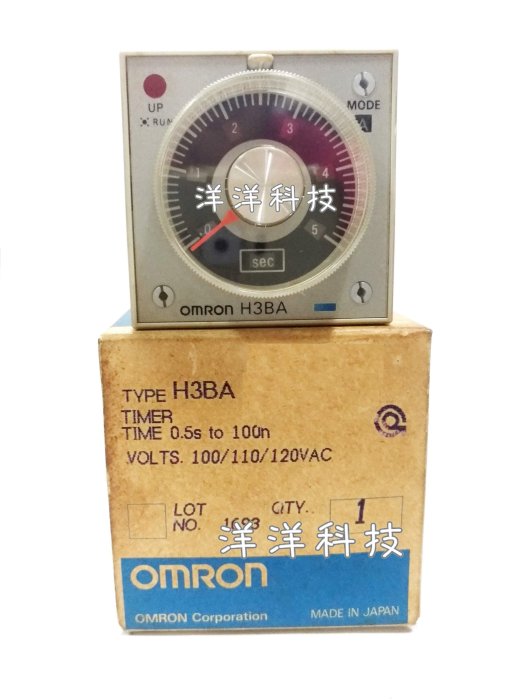 UP
RUN
MODE
A
2 3
1 4
洋洋科技
0 5
sec
OMRON H3BA
TYPE H3BA
TIMER
TIME 0.5s to 100h
VOLTS. 100/110/120VAC
LOT NO. 1693
QTY. 1
洋洋科技
OMRON
OMRON Corporation
MADE IN JAPAN